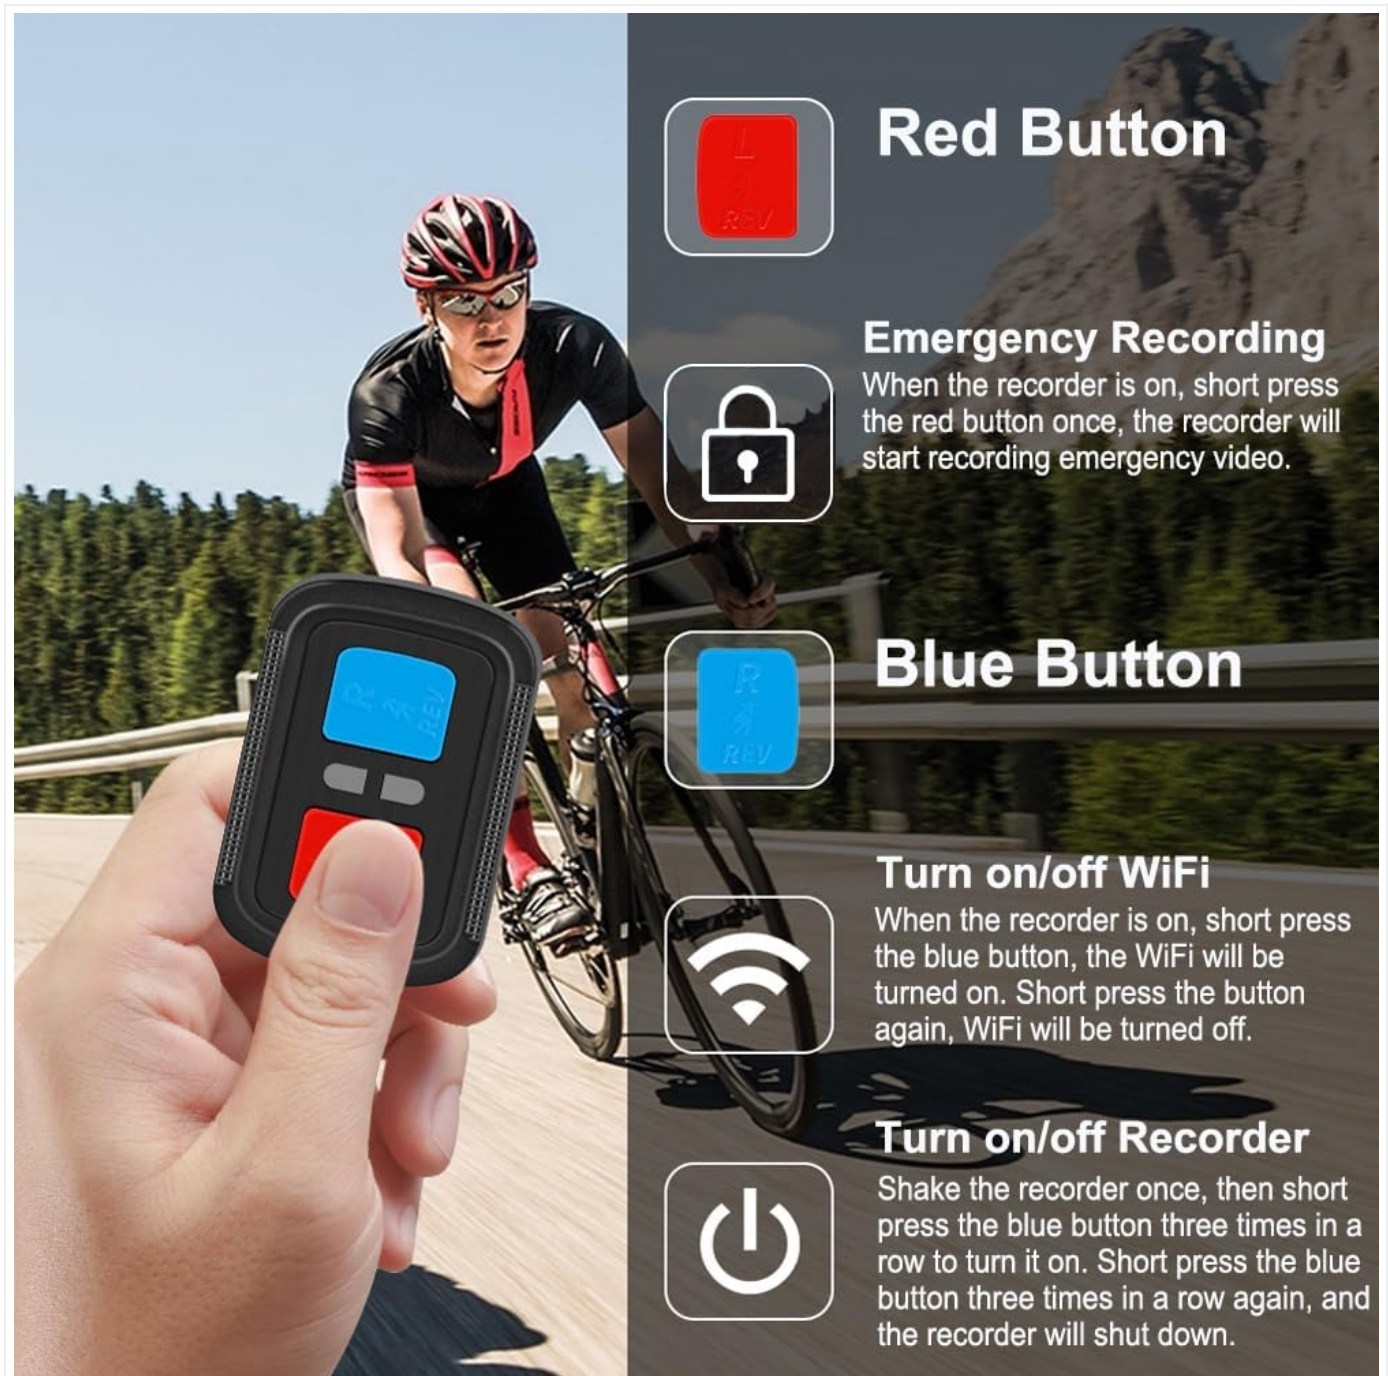 L
REV
Red Button
Emergency Recording
When the recorder is on, short press
the red button once, the recorder will
start recording emergency video.
R
REV
Blue Button
R
REV
Turn on/off WiFi
When the recorder is on, short press
the blue button, the WiFi will be
turned on. Short press the button
again, WiFi will be turned off.
Turn on/off Recorder
Shake the recorder once, then short
press the blue button three times in a
row to turn it on. Short press the blue
button three times in a row again, and
the recorder will shut down.